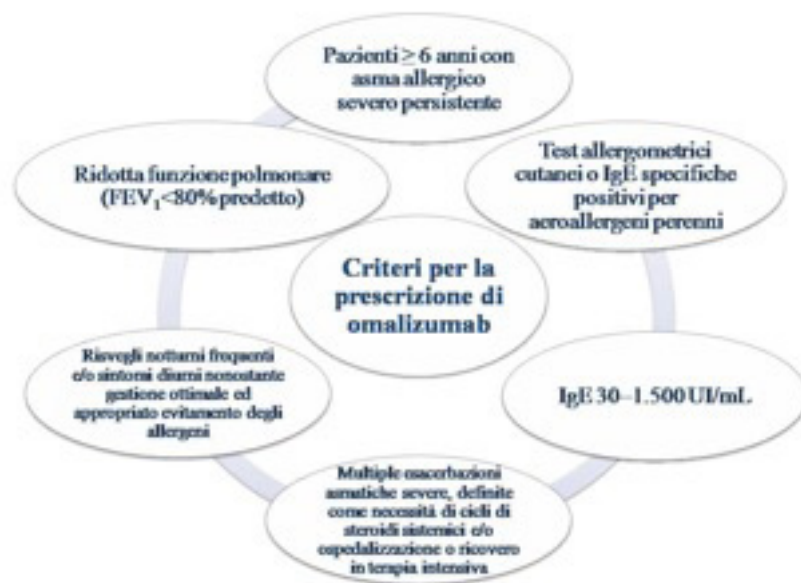 Pazienti ≥ 6 anni con
asma allergico
severo persistente
Test allergometrici
cutanei o IgE specifiche
positivi per
aeroallergeni perenni
IgE 30–1.500 UI/mL
Multiple esacerbazioni
asmatiche severe, definite
come necessità di cicli di
steroidi sistemici e/o
ospedalizzazione o ricovero
in terapia intensiva
Risvegli notturni frequenti
e/o sintomi diurni nonostante
gestione ottimale ed
appropriato evitamento degli
allergeni
Ridotta funzione polmonare
(FEV₁<80% predetto)
Criteri per la
prescrizione di
omalizumab